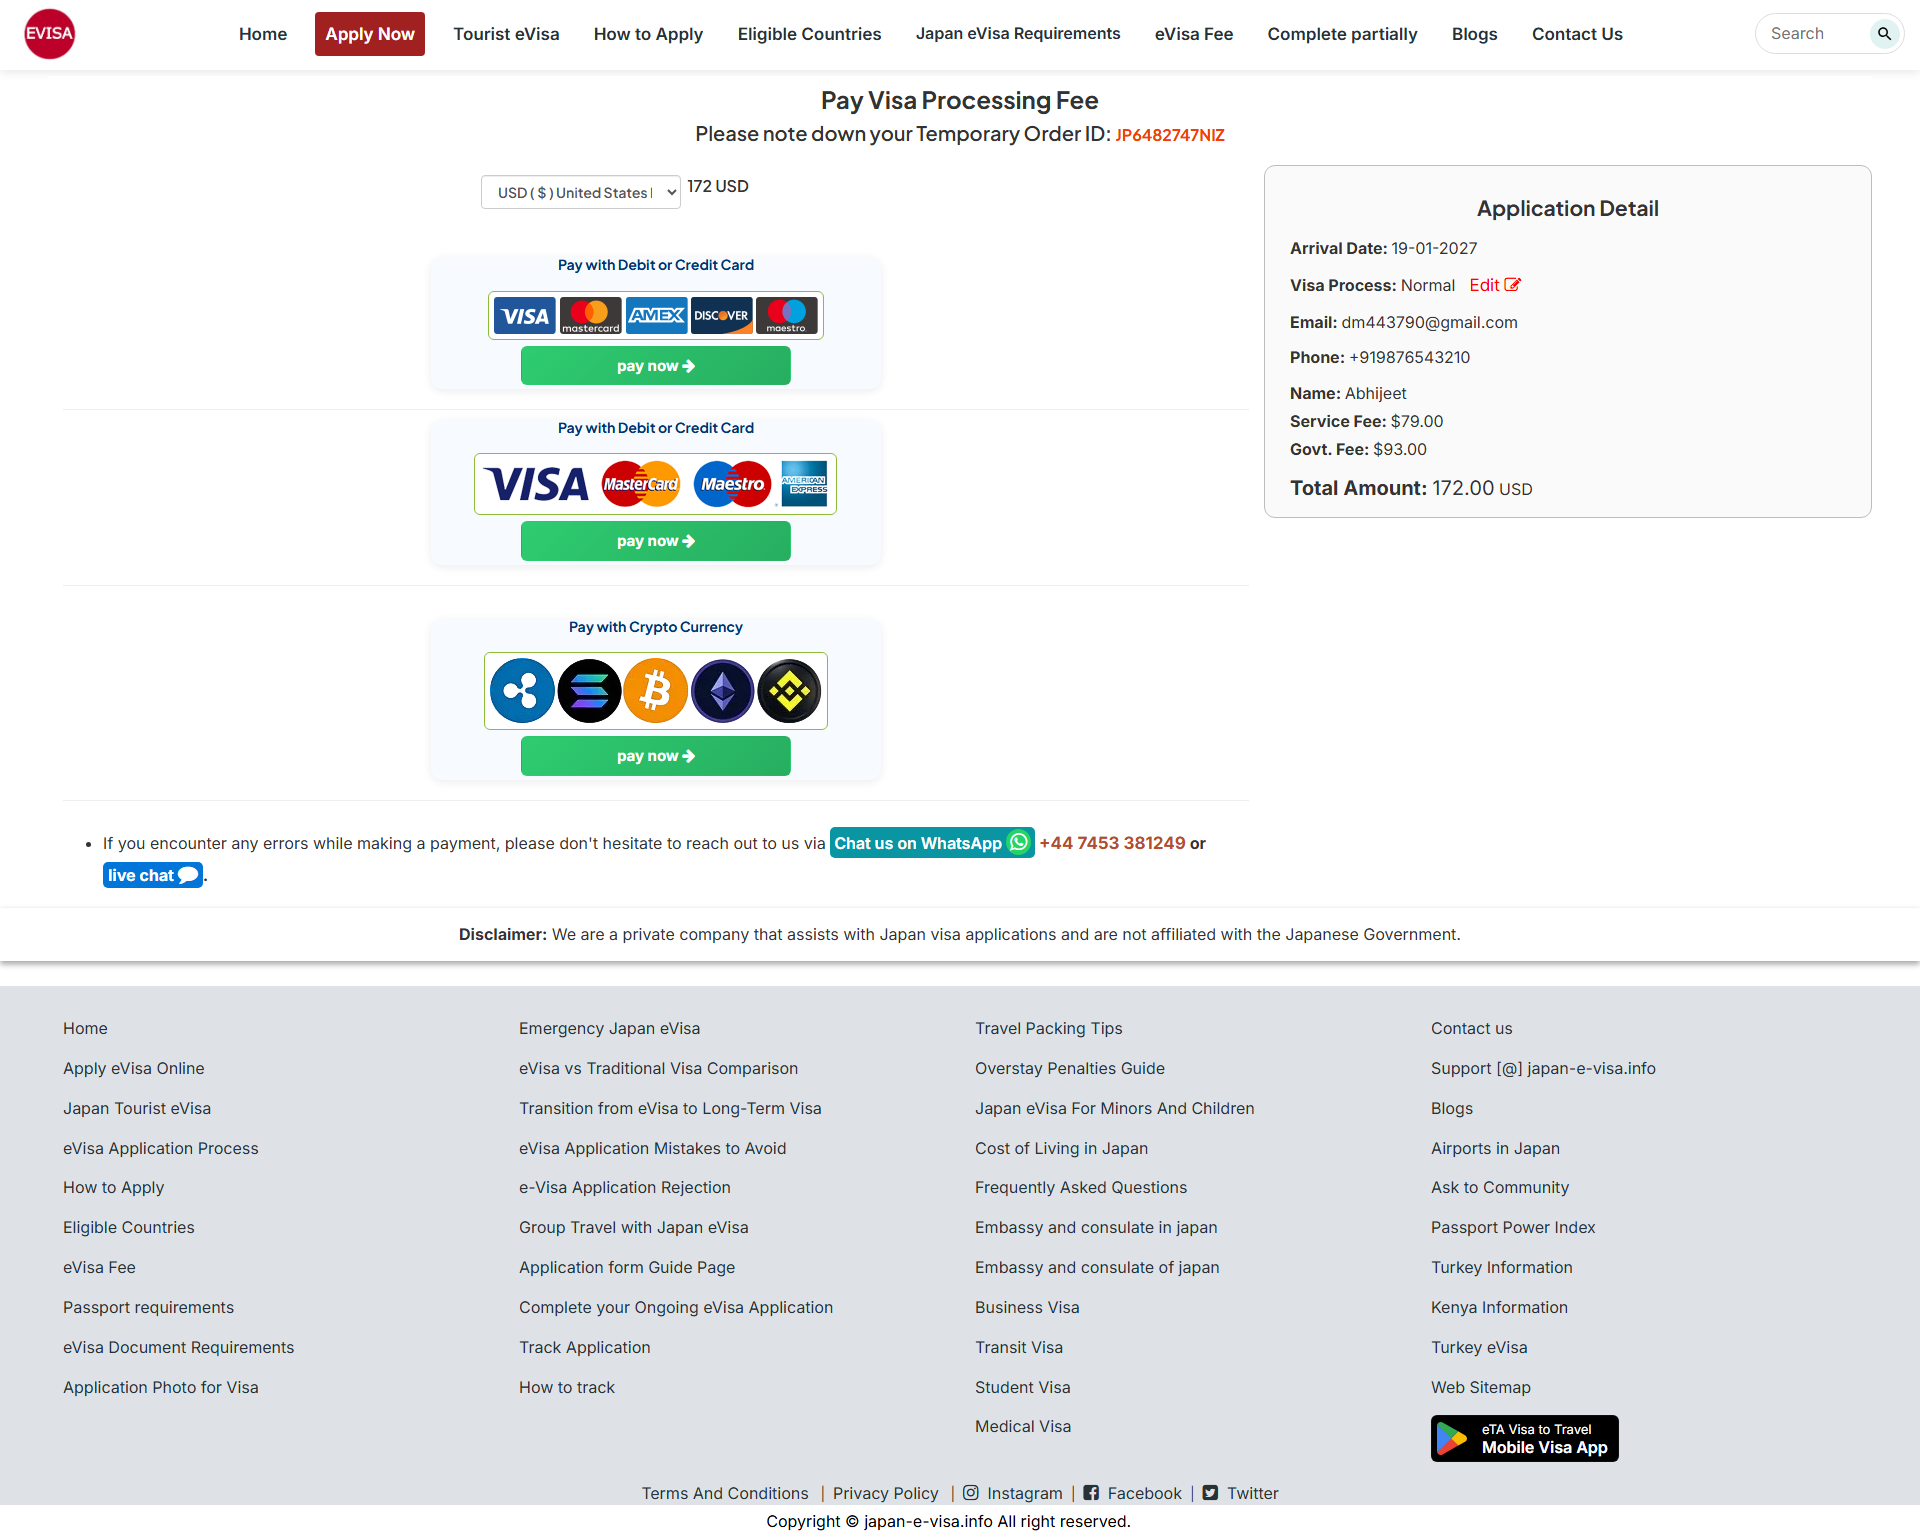 EVISA
Home
Apply Now
Tourist eVisa
How to Apply
Eligible Countries
Japan eVisa Requirements
eVisa Fee
Complete partially
Blogs
Contact Us
Search
Pay Visa Processing Fee
Please note down your Temporary Order ID: JP6482747NIZ
USD ( $ ) United States
172 USD
Pay with Debit or Credit Card
VISA mastercard AMEX DISCOVER maestro
pay now
Pay with Debit or Credit Card
VISA MasterCard Maestro AMERICAN EXPRESS
pay now
Pay with Crypto Currency
pay now
If you encounter any errors while making a payment, please don't hesitate to reach out to us via Chat us on WhatsApp +44 7453 381249 or
live chat .
Application Detail
Arrival Date: 19-01-2027
Visa Process: Normal Edit
Email: dm443790@gmail.com
Phone: +919876543210
Name: Abhijeet
Service Fee: $79.00
Govt. Fee: $93.00
Total Amount: 172.00 USD
Disclaimer: We are a private company that assists with Japan visa applications and are not affiliated with the Japanese Government.
Home
Apply eVisa Online
Japan Tourist eVisa
eVisa Application Process
How to Apply
Eligible Countries
eVisa Fee
Passport requirements
eVisa Document Requirements
Application Photo for Visa
Emergency Japan eVisa
eVisa vs Traditional Visa Comparison
Transition from eVisa to Long-Term Visa
eVisa Application Mistakes to Avoid
e-Visa Application Rejection
Group Travel with Japan eVisa
Application form Guide Page
Complete your Ongoing eVisa Application
Track Application
How to track
Travel Packing Tips
Overstay Penalties Guide
Japan eVisa For Minors And Children
Cost of Living in Japan
Frequently Asked Questions
Embassy and consulate in japan
Embassy and consulate of japan
Business Visa
Transit Visa
Student Visa
Medical Visa
Contact us
Support [@] japan-e-visa.info
Blogs
Airports in Japan
Ask to Community
Passport Power Index
Turkey Information
Kenya Information
Turkey eVisa
Web Sitemap
eTA Visa to Travel
Mobile Visa App
Terms And Conditions | Privacy Policy | Instagram | Facebook | Twitter
Copyright © japan-e-visa.info All right reserved.